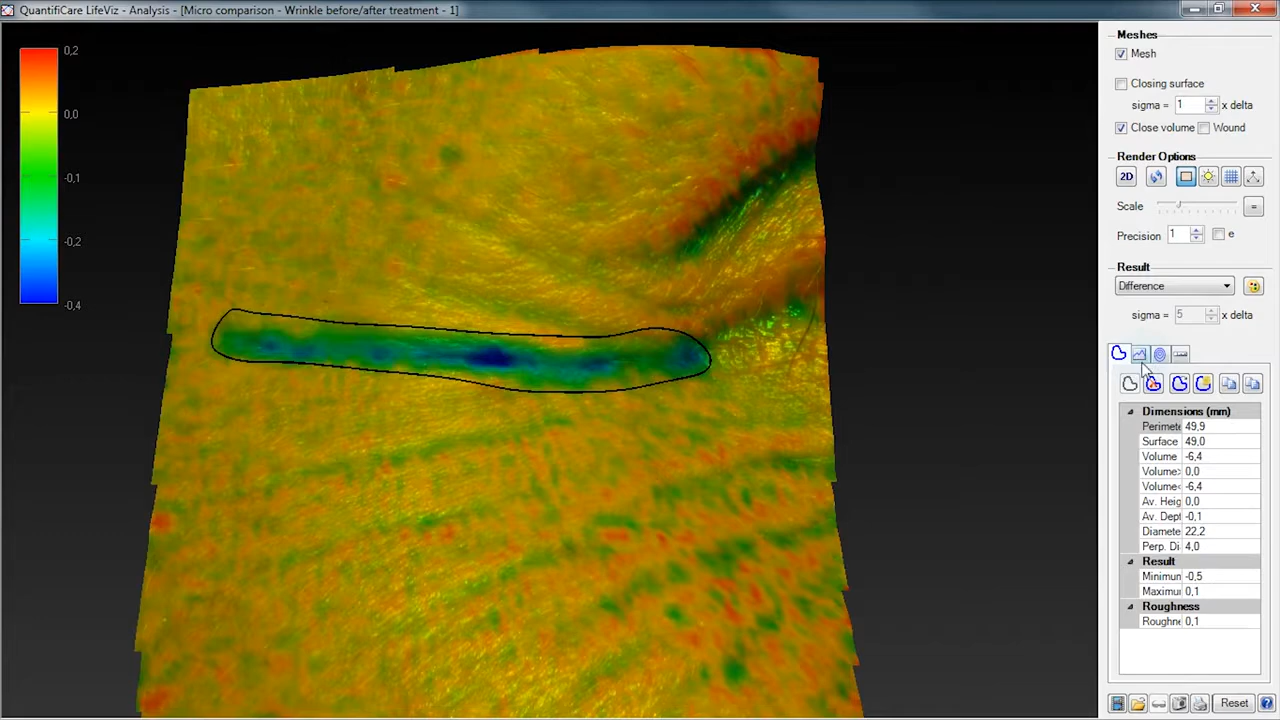 QuantifiCare LifeViz - Analysis - [Micro comparison - Wrinkle before/after treatment - 1]
0,2
0,0
-0,1
-0,2
-0,4
Meshes
Mesh
Closing surface
sigma = 1 x delta
Close volume Wound
Render Options
2D
Scale =
Precision 1 e
Result
Difference
sigma = 5 x delta
Dimensions (mm)
Perimete 49,9
Surface 49,0
Volume -6,4
Volume> 0,0
Volume< -6,4
Av. Heig 0,0
Av. Dept -0,1
Diamete 22,2
Perp. Di 4,0
Result
Minimun -0,5
Maximu 0,1
Roughness
Roughne 0,1
Reset ?